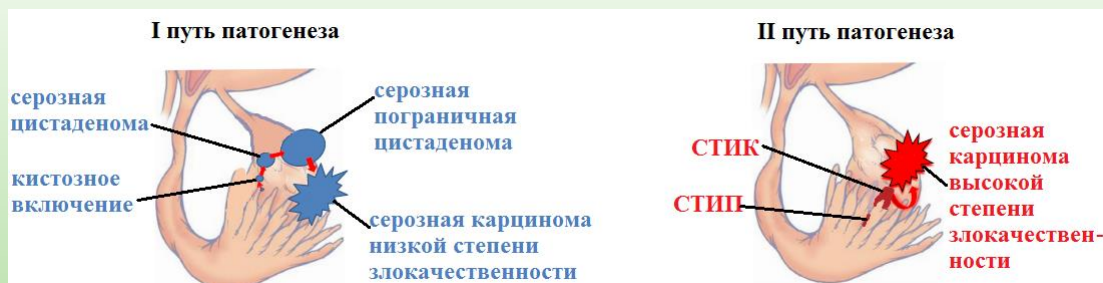 I путь патогенеза
серозная
цистаденома
кистозное
включение
серозная
пограничная
цистаденома
серозная карцинома
низкой степени
злокачественности
II путь патогенеза
СТИК
СТИП
серозная
карцинома
высокой
степени
злокачествен-
ности